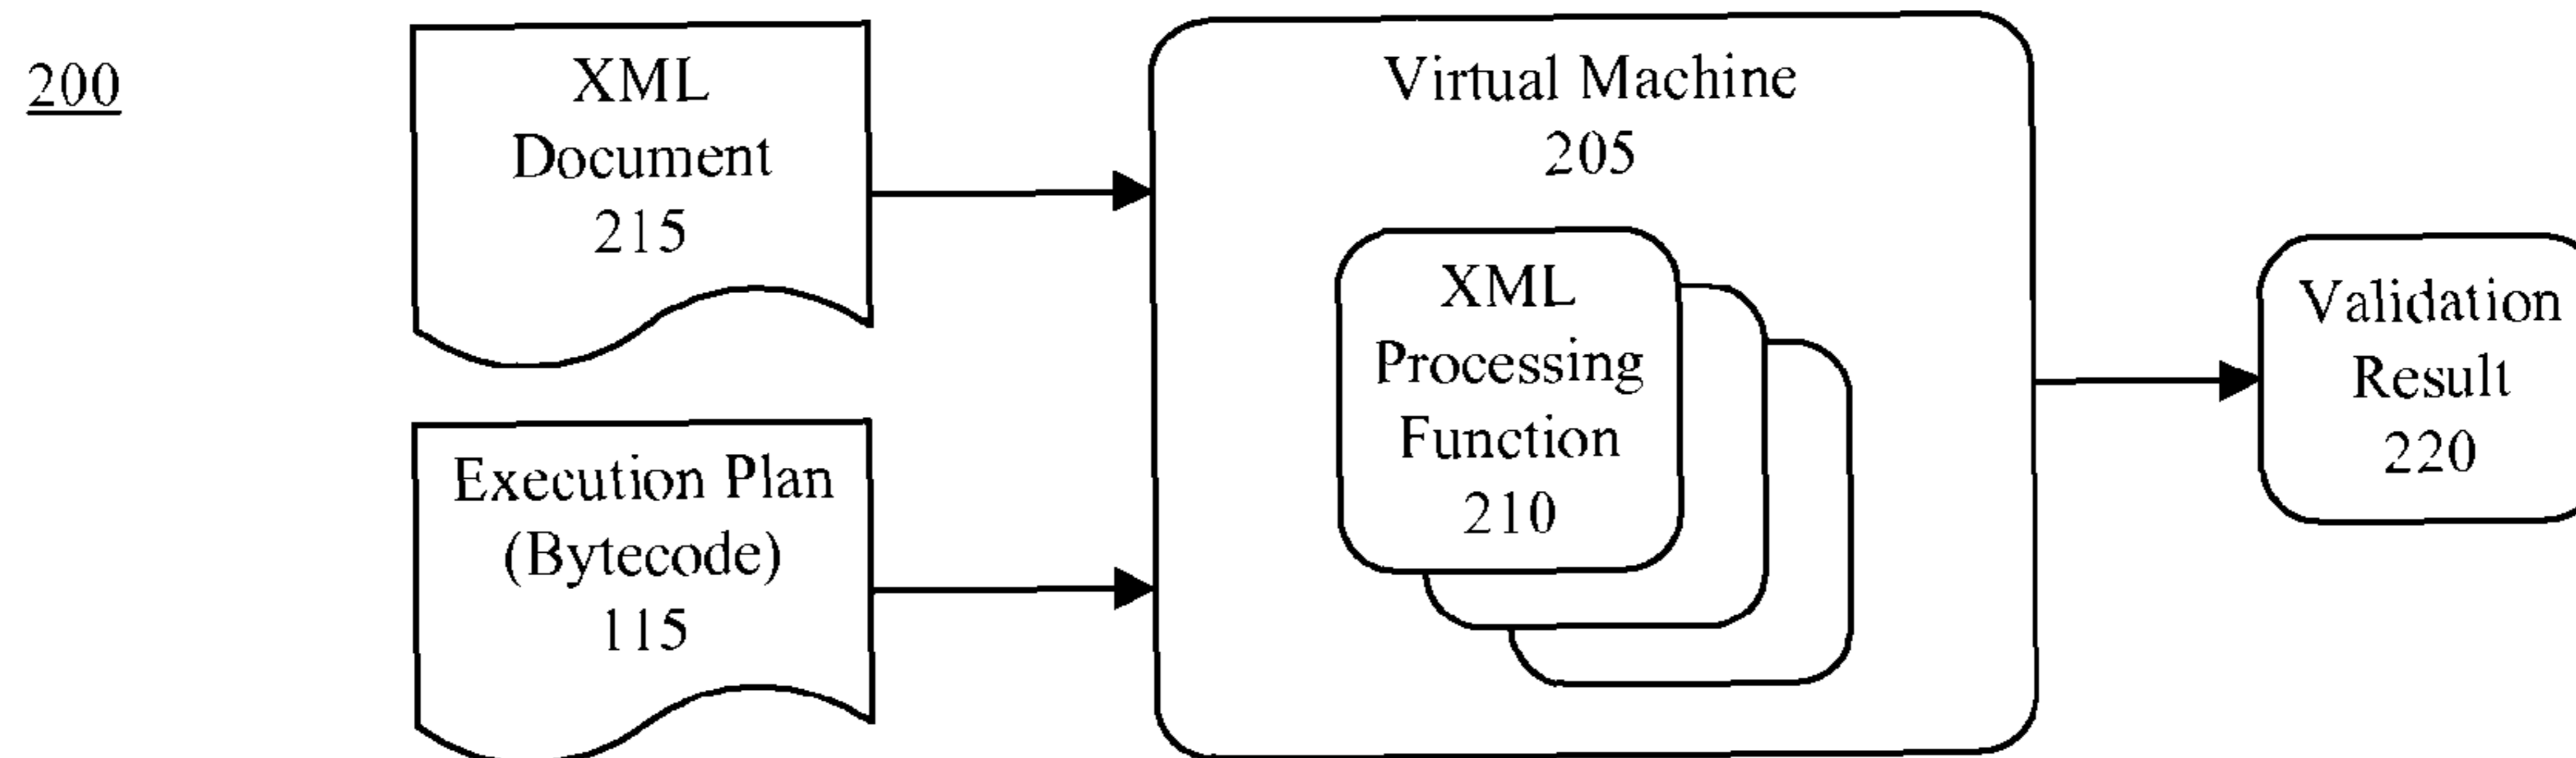 200
XML
Document
215
Execution Plan
(Bytecode)
115
Virtual Machine
205
XML
Processing
Function
210
Validation
Result
220